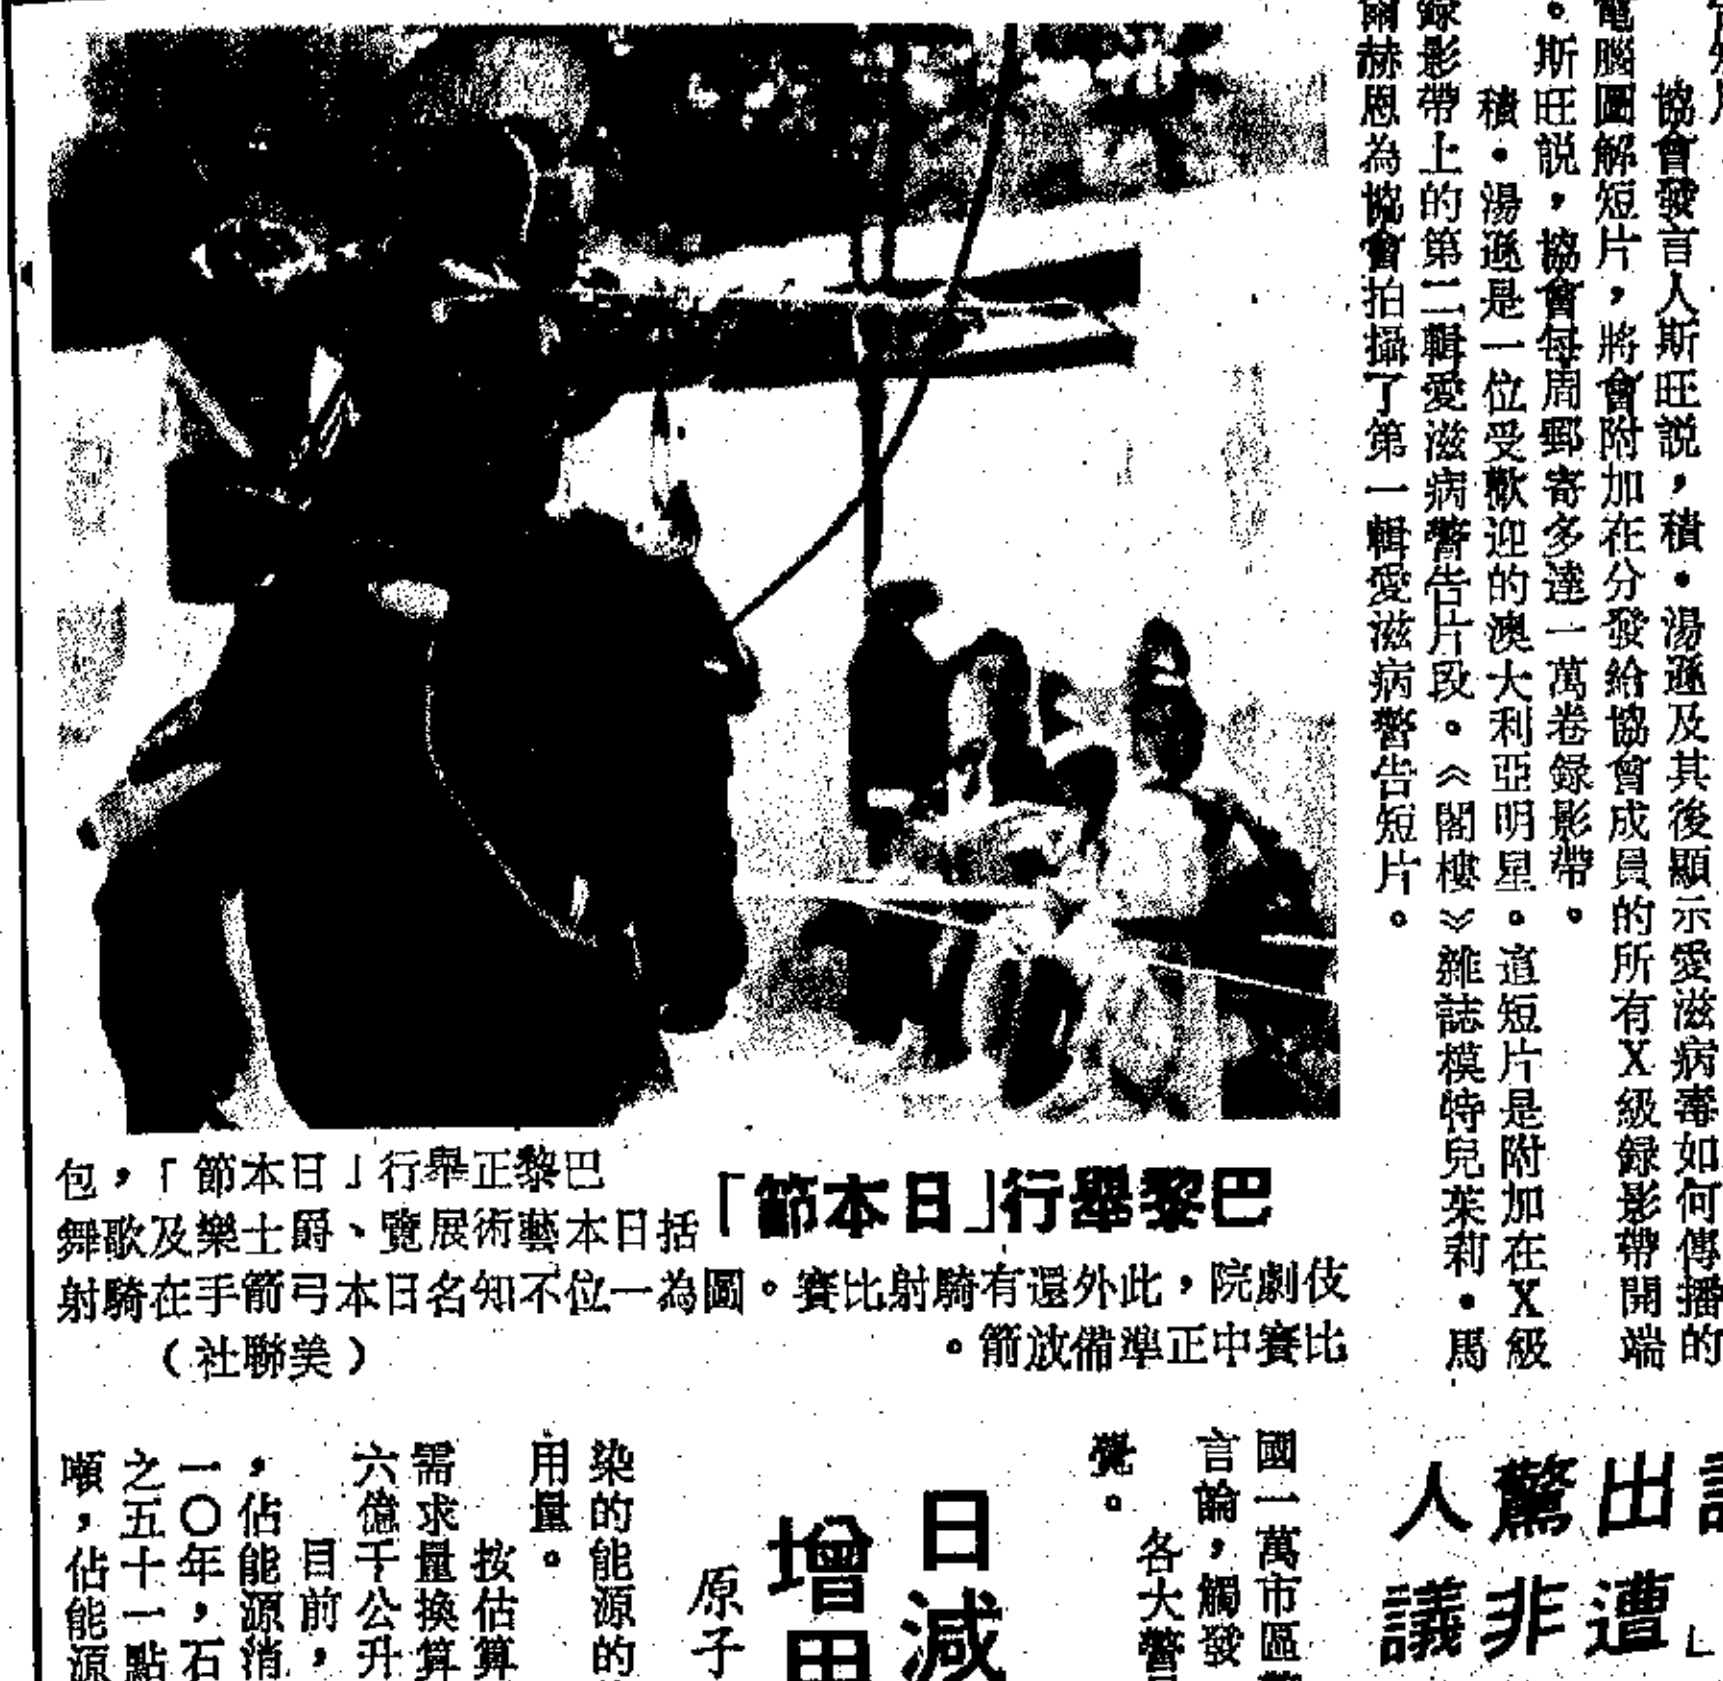 協會發言人斯旺説，積・湯遜及其後顯示愛滋病毒如何傳播的
電腦圖解短片，將會附加在分發給協會成員的所有X級録影帶開端
。斯旺説，協會每周郵寄多達一萬卷録影帶。
積・湯遜是一位受歡迎的澳大利亞明星。這短片是附加在X級
録影帶上的第二輯愛滋病警告片段。《閣樓》雜誌模特兒茱莉・馬
爾赫恩為協會拍攝了第一輯愛滋病警告短片。
巴黎舉行「日本節」
巴黎正舉行「日本節」，包
括日本藝術展覽、爵士樂及歌舞
伎劇院，此外還有騎射比賽。圖為一位不知名日本弓箭手在騎射
比賽中正準備放箭。（美聯社）
出驚人
遭非議
國一萬市區
言論，觸發
各大警
覺。
日減
增
原子
染的能源的
用量。
按估算
需求量換算
六億千公升
目前，
，佔能源消
一〇年，石
之五十一點
噸，佔能源